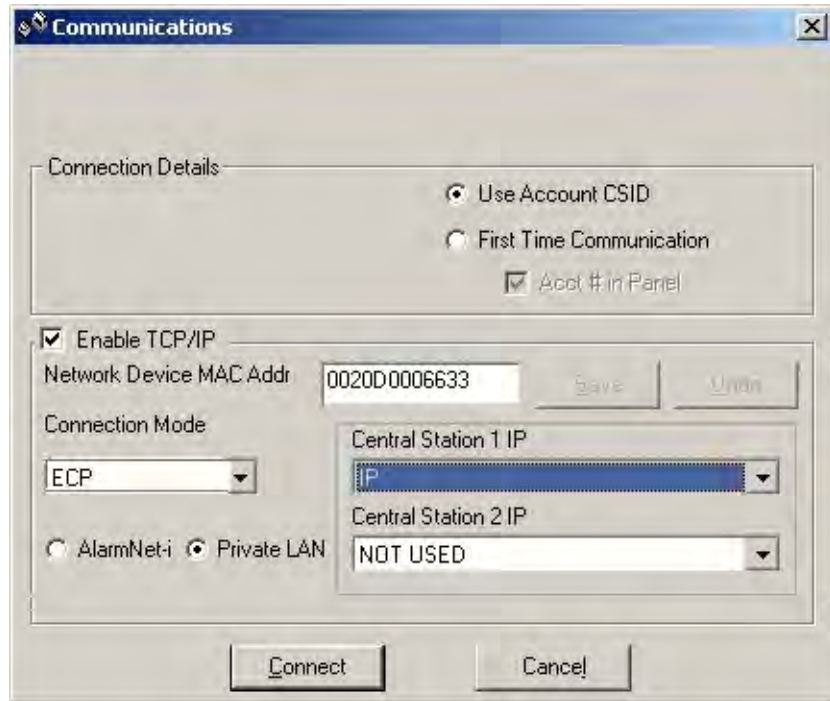 Communications
Connection Details
Use Account CSID
First Time Communication
Acct # in Panel
Enable TCP/IP
Network Device MAC Addr 0020D0006633 Save Undo
Connection Mode
Central Station 1 IP
ECP
IP
Central Station 2 IP
AlarmNet-i Private LAN
NOT USED
Connect Cancel